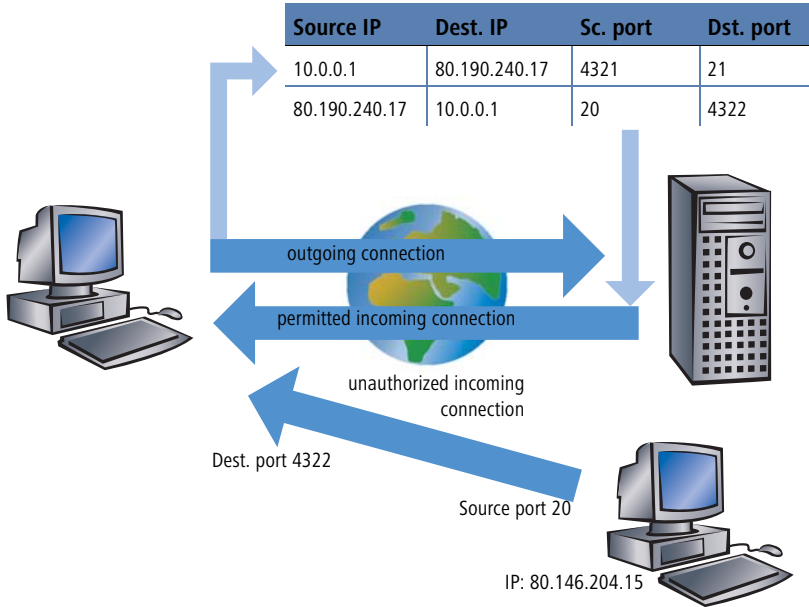 Source IP Dest. IP Sc. port Dst. port
10.0.0.1 80.190.240.17 4321 21
80.190.240.17 10.0.0.1 20 4322
outgoing connection
permitted incoming connection
unauthorized incoming
connection
Dest. port 4322
Source port 20
IP: 80.146.204.15